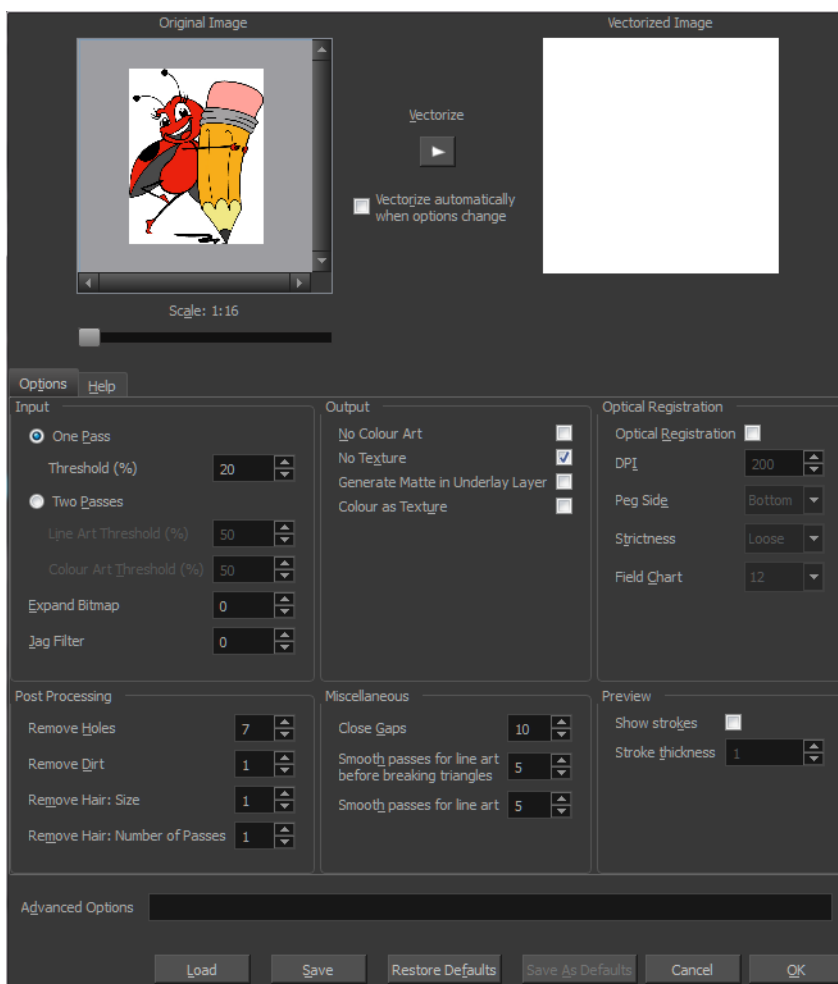 Original Image
Vectorized Image
Vectorize
Vectorize automatically
when options change
Scale: 1:16
Options
Help
Input
One Pass
Threshold (%) 20
Two Passes
Line Art Threshold (%) 50
Colour Art Threshold (%) 50
Expand Bitmap 0
Jag Filter 0
Output
No Colour Art
No Texture
Generate Matte in Underlay Layer
Colour as Texture
Optical Registration
Optical Registration
DPI 200
Peg Side Bottom
Strictness Loose
Field Chart 12
Post Processing
Remove Holes 7
Remove Dirt 1
Remove Hair: Size 1
Remove Hair: Number of Passes 1
Miscellaneous
Close Gaps 10
Smooth passes for line art
before breaking triangles 5
Smooth passes for line art 5
Preview
Show strokes
Stroke thickness 1
Advanced Options
Load Save Restore Defaults Save As Defaults Cancel OK